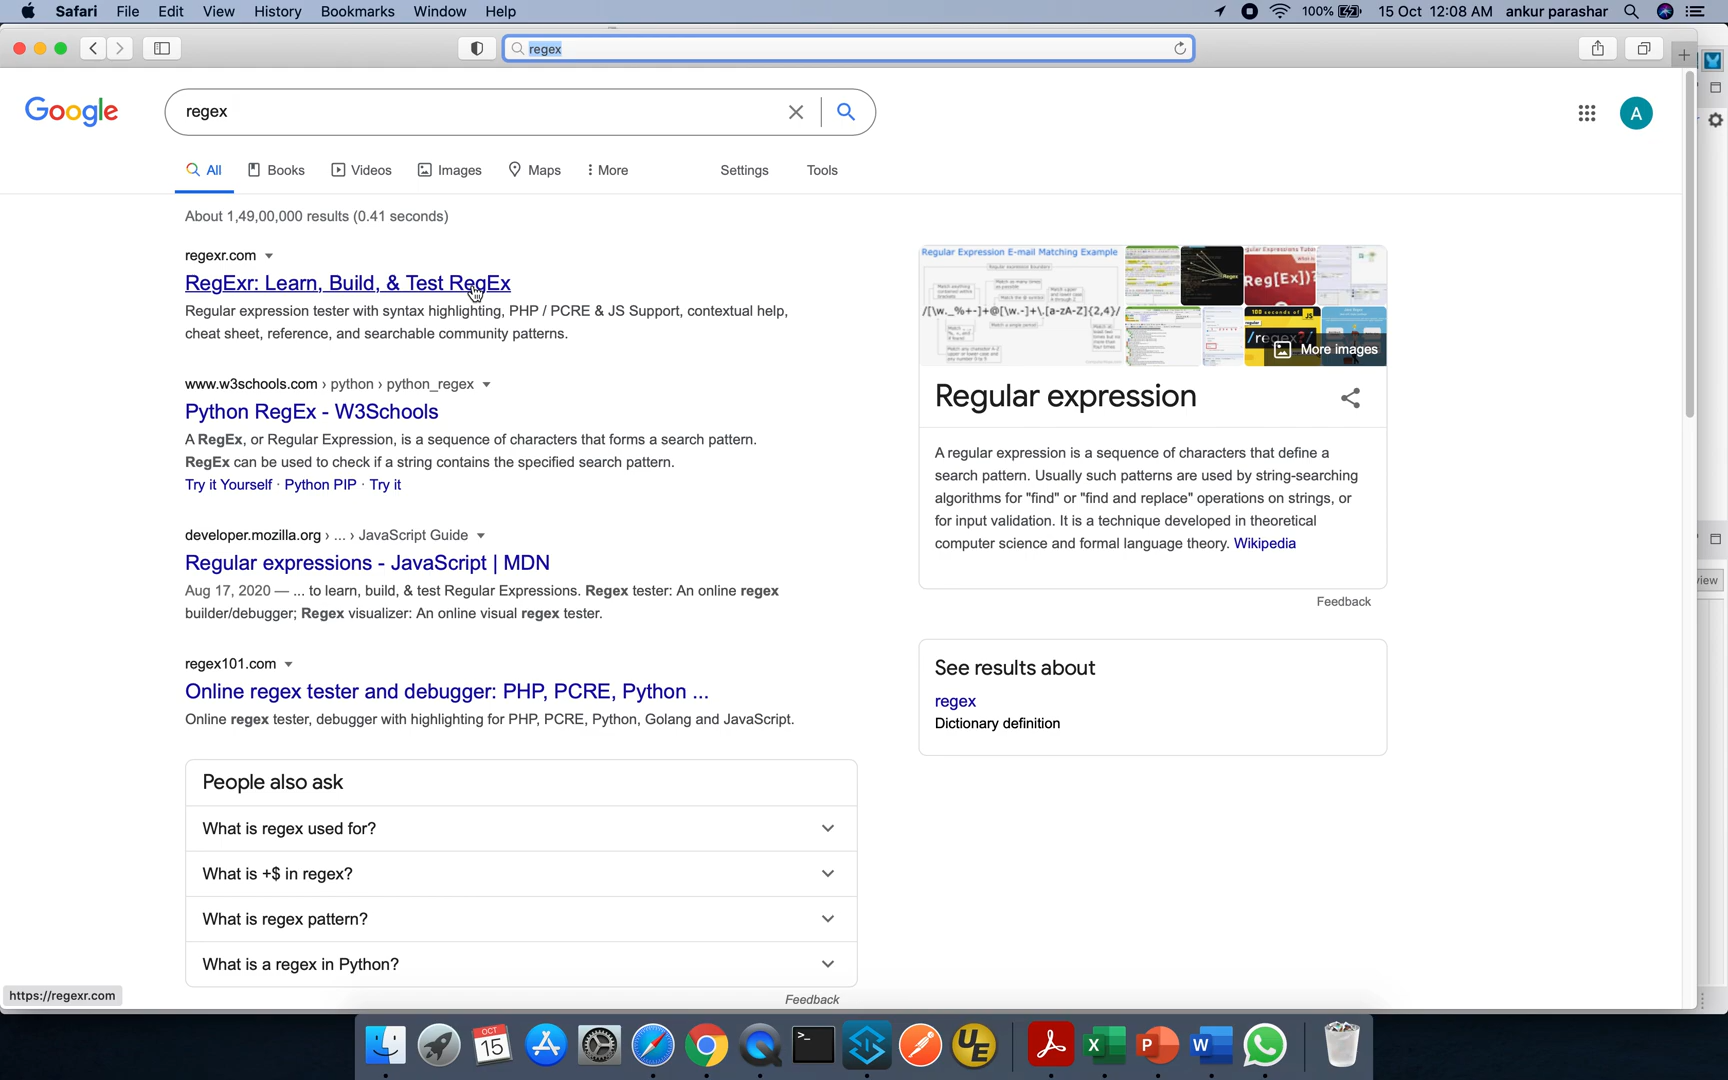 Safari File Edit View History Bookmarks Window Help
100% 15 Oct 12:08 AM ankur parashar
regex
Google
regex
A
All Books Videos Images Maps More Settings Tools
About 1,49,00,000 results (0.41 seconds)
regexr.com
RegExr: Learn, Build, & Test RegEx
Regular expression tester with syntax highlighting, PHP / PCRE & JS Support, contextual help,
cheat sheet, reference, and searchable community patterns.
www.w3schools.com › python › python_regex
Python RegEx - W3Schools
A RegEx, or Regular Expression, is a sequence of characters that forms a search pattern.
RegEx can be used to check if a string contains the specified search pattern.
Try it Yourself · Python PIP · Try it
developer.mozilla.org › ... › JavaScript Guide
Regular expressions - JavaScript | MDN
Aug 17, 2020 — ... to learn, build, & test Regular Expressions. Regex tester: An online regex
builder/debugger; Regex visualizer: An online visual regex tester.
regex101.com
Online regex tester and debugger: PHP, PCRE, Python ...
Online regex tester, debugger with highlighting for PHP, PCRE, Python, Golang and JavaScript.
People also ask
What is regex used for?
What is +$ in regex?
What is regex pattern?
What is a regex in Python?
Feedback
Regular Expression E-mail Matching Example
/[\w._%+-]+@[\w.-]+\.[a-zA-Z]{2,4}/
Reg[Ex])?
More images
Regular expression
A regular expression is a sequence of characters that define a
search pattern. Usually such patterns are used by string-searching
algorithms for "find" or "find and replace" operations on strings, or
for input validation. It is a technique developed in theoretical
computer science and formal language theory. Wikipedia
Feedback
See results about
regex
Dictionary definition
https://regexr.com
OCT
15
UE
X
P
W